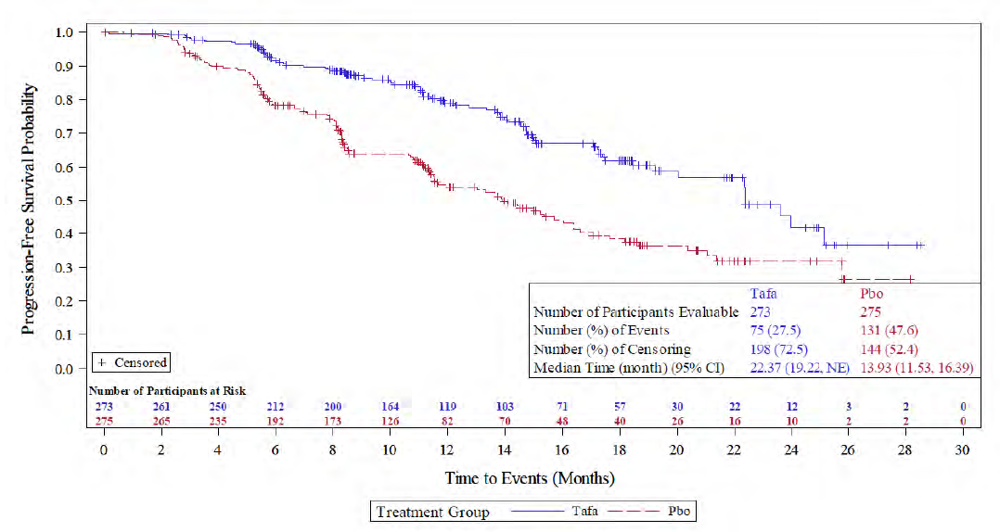 Progression-Free Survival Probability
1.0
0.9
0.8
0.7
0.6
0.5
0.4
0.3
0.2
0.1
0.0
+ Censored
Tafa Pbo
Number of Participants Evaluable 273 275
Number (%) of Events 75 (27.5) 131 (47.6)
Number (%) of Censoring 198 (72.5) 144 (52.4)
Median Time (month) (95% CI) 22.37 (19.22, NE) 13.93 (11.53, 16.39)
Number of Participants at Risk
273 261 250 212 200 164 119 103 71 57 30 22 12 3 2 0
275 265 235 192 173 126 82 70 48 40 26 16 10 2 2 0
0 2 4 6 8 10 12 14 16 18 20 22 24 26 28 30
Time to Events (Months)
Treatment Group Tafa Pbo